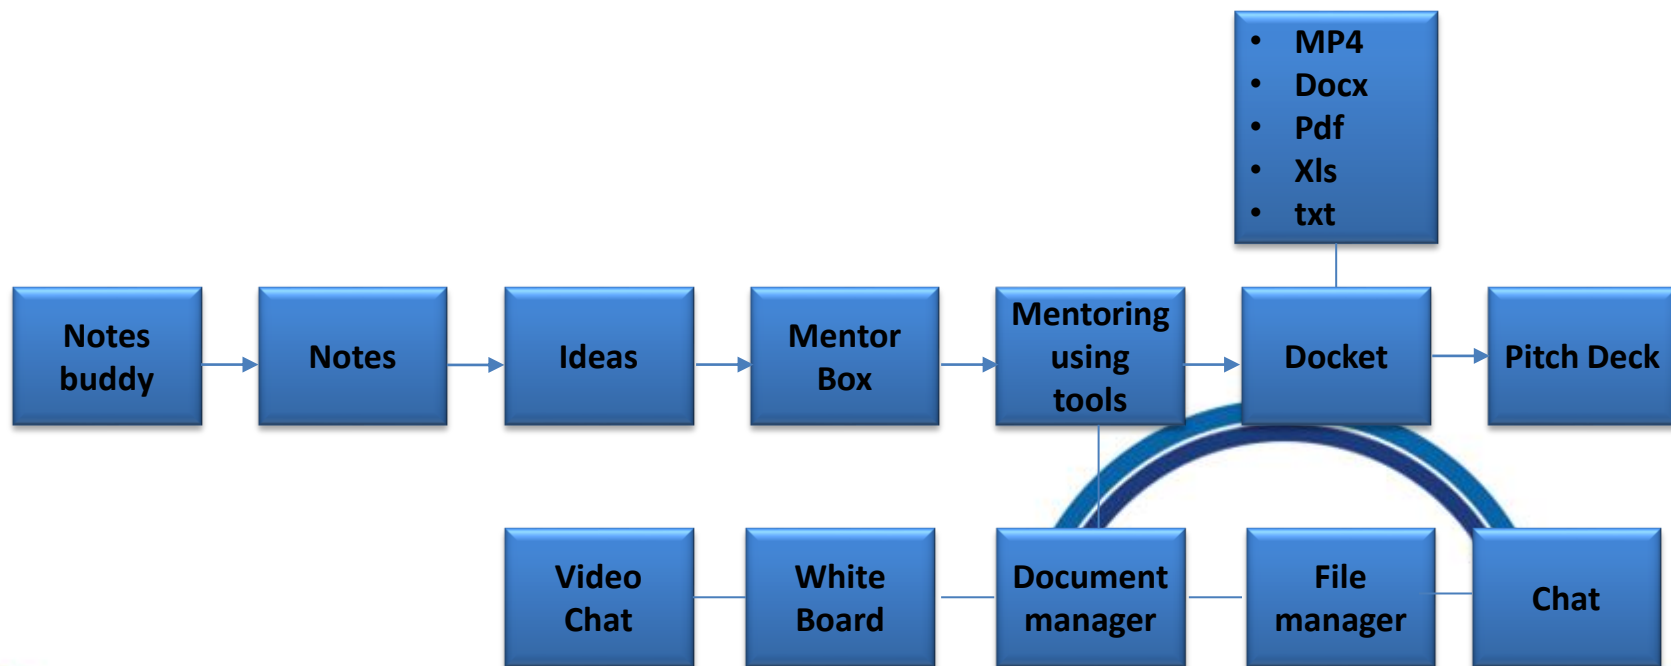 • MP4
• Docx
• Pdf
• Xls
• txt
Notes
buddy
Notes
Ideas
Mentor
Box
Mentoring
using
tools
Docket
Pitch Deck
Video
Chat
White
Board
Document
manager
File
manager
Chat